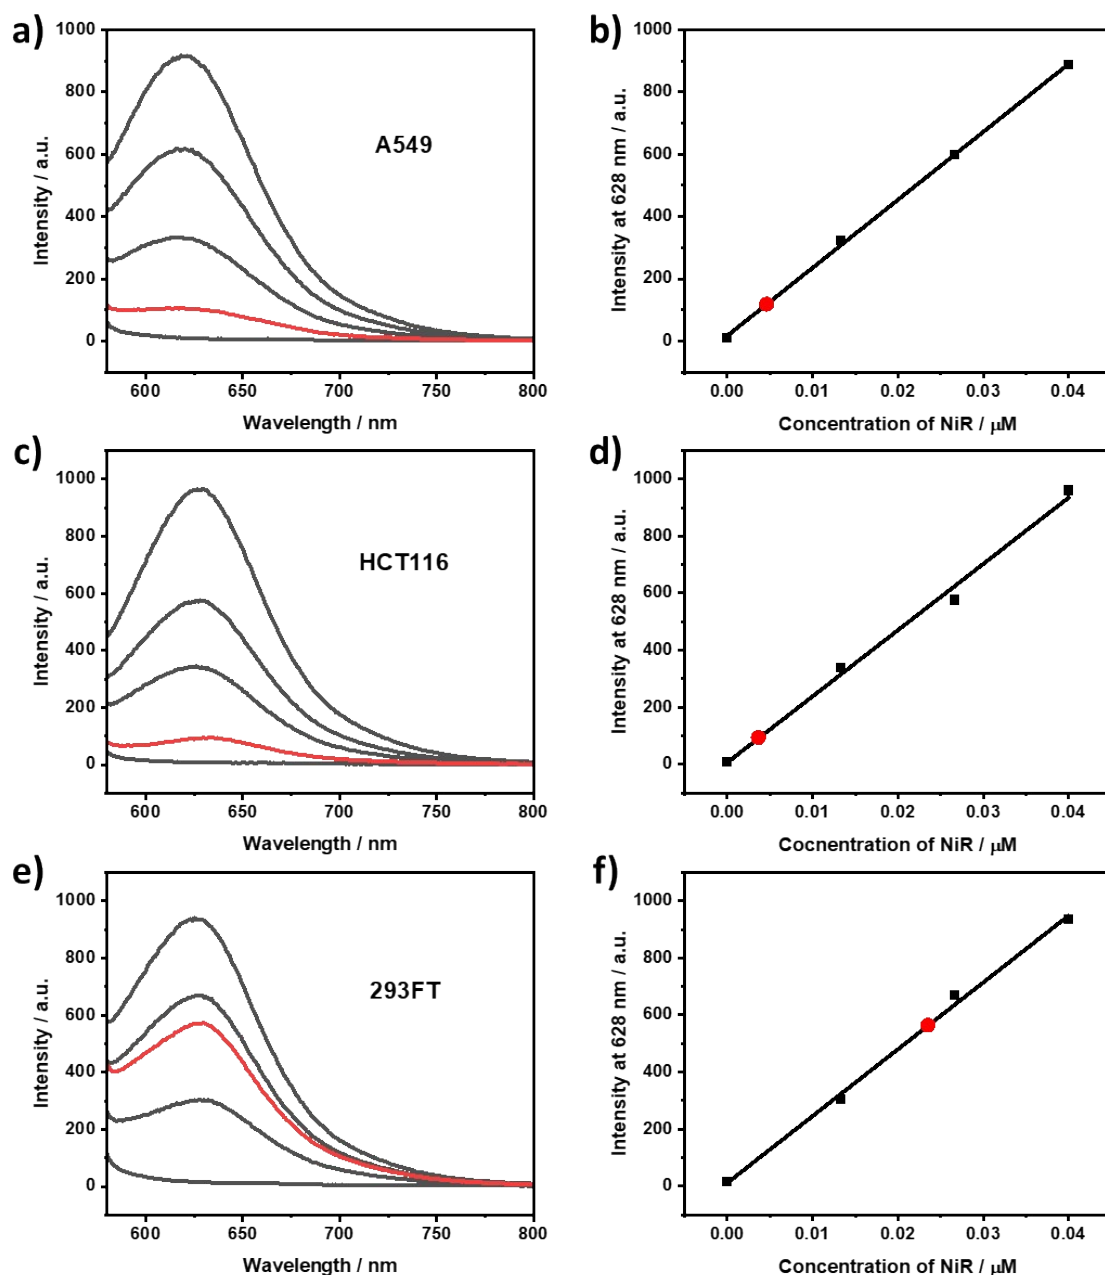 a)
1000
800
600
400
200
0
Intensity / a.u.
A549
600 650 700 750 800
Wavelength / nm
b)
1000
800
600
400
200
0
Intensity at 628 nm / a.u.
0.00 0.01 0.02 0.03 0.04
Concentration of NiR / μM
c)
1000
800
600
400
200
0
Intensity / a.u.
HCT116
600 650 700 750 800
Wavelength / nm
d)
1000
800
600
400
200
0
Intensity at 628 nm / a.u.
0.00 0.01 0.02 0.03 0.04
Cocnentration of NiR / μM
e)
1000
800
600
400
200
0
Intensity / a.u.
293FT
600 650 700 750 800
Wavelength / nm
f)
1000
800
600
400
200
0
Intensity at 628 nm / a.u.
0.00 0.01 0.02 0.03 0.04
Concentration of NiR / μM